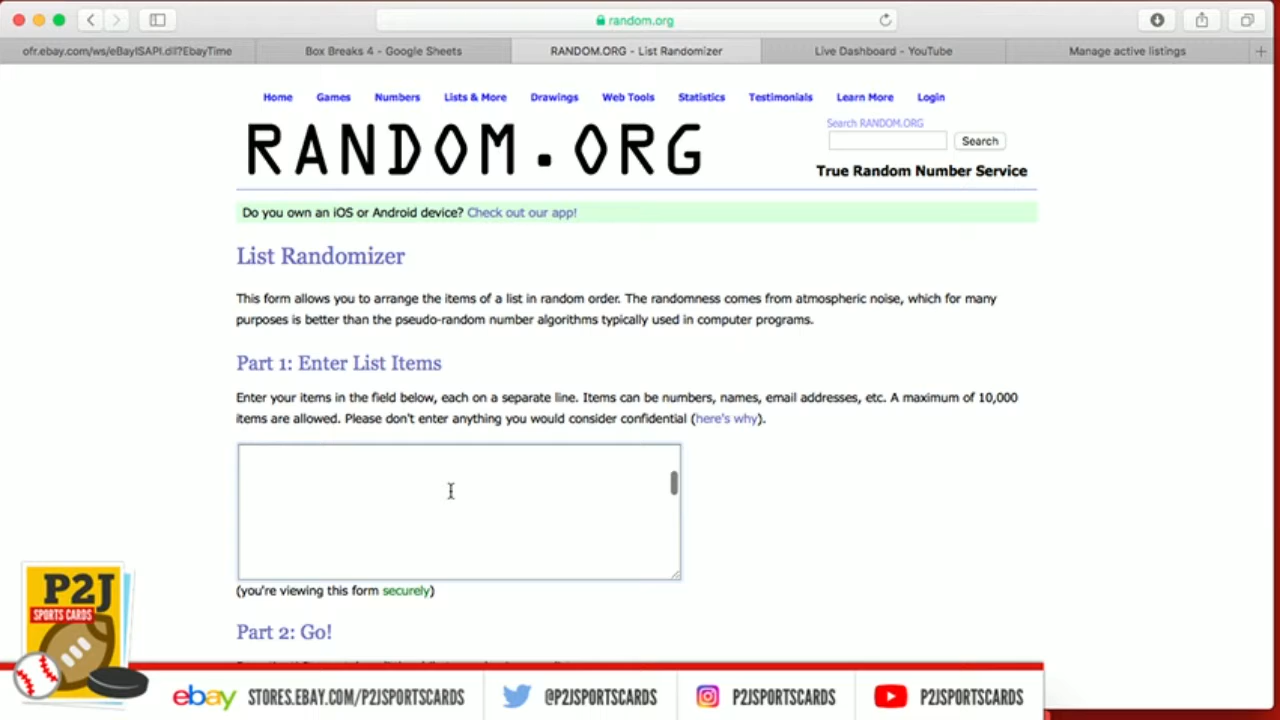 random.org
ofr.ebay.com/ws/eBayISAPI.dll?EbayTime
Box Breaks 4 - Google Sheets
RANDOM.ORG - List Randomizer
Live Dashboard - YouTube
Manage active listings
Home Games Numbers Lists & More Drawings Web Tools Statistics Testimonials Learn More Login
RANDOM.ORG
Search RANDOM.ORG
Search
True Random Number Service
Do you own an iOS or Android device? Check out our app!
List Randomizer
This form allows you to arrange the items of a list in random order. The randomness comes from atmospheric noise, which for many
purposes is better than the pseudo-random number algorithms typically used in computer programs.
Part 1: Enter List Items
Enter your items in the field below, each on a separate line. Items can be numbers, names, email addresses, etc. A maximum of 10,000
items are allowed. Please don't enter anything you would consider confidential (here's why).
(you're viewing this form securely)
Part 2: Go!
P2J
SPORTS CARDS
ebay STORES.EBAY.COM/P2JSPORTSCARDS
@P2JSPORTSCARDS
P2JSPORTSCARDS
P2JSPORTSCARDS